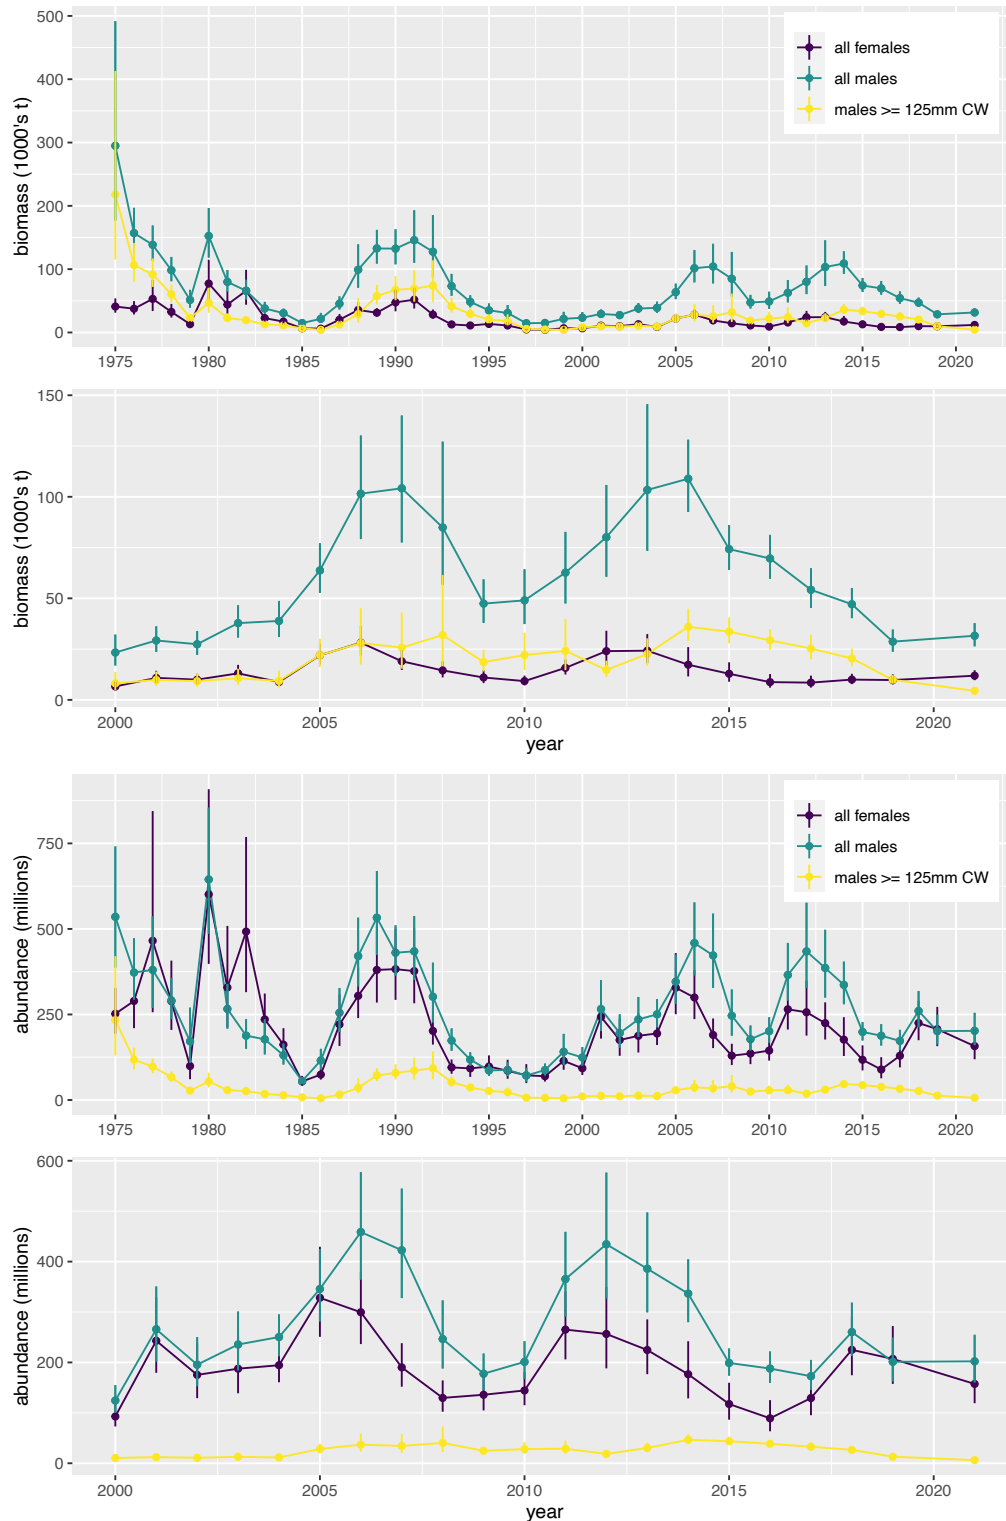 500
400
300
200
100
0
biomass (1000's t)
all females
all males
males >= 125mm CW
1975 1980 1985 1990 1995 2000 2005 2010 2015 2020
150
100
50
0
biomass (1000's t)
2000 2005 2010 2015 2020
year
750
500
250
0
abundance (millions)
all females
all males
males >= 125mm CW
1975 1980 1985 1990 1995 2000 2005 2010 2015 2020
600
400
200
0
abundance (millions)
2000 2005 2010 2015 2020
year